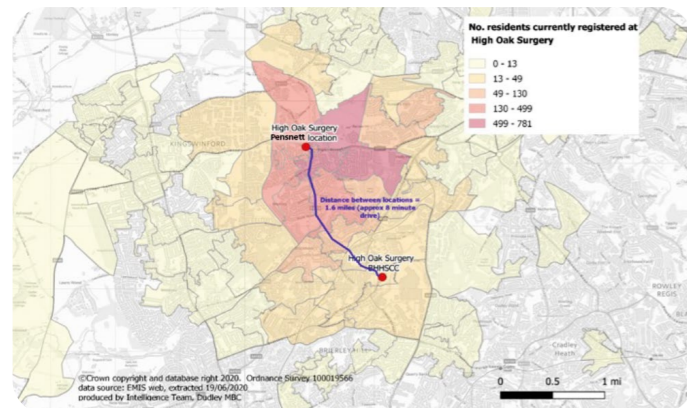 No. residents currently registered at
High Oak Surgery
0 - 13
13 - 49
49 - 130
130 - 499
499 - 781
High Oak Surgery
Pensnett location
KINGSWINFORD
Distance between locations =
1.6 miles (approx 8 minute
drive)
High Oak Surgery
BHHSCC
ROWLEY
REGIS
BRIERLEY
Cradley
Heath
©Crown copyright and database right 2020. Ordnance Survey 100019566
data source: EMIS web, extracted 19/06/2020
produced by Intelligence Team, Dudley MBC
0 0.5 1 mi